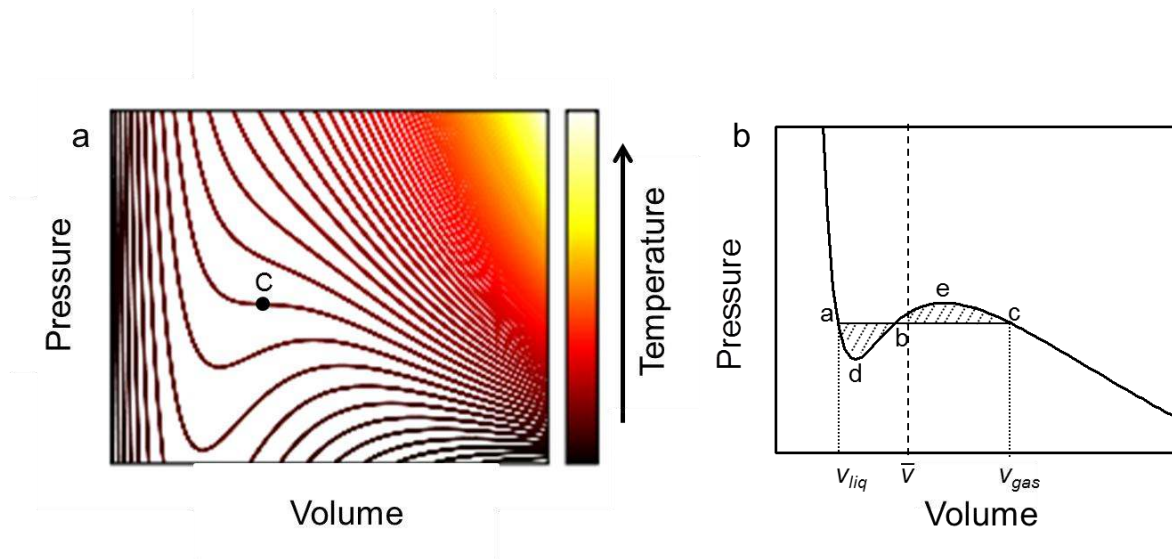 a
C
Pressure
Volume
Temperature
b
a
b
c
d
e
Pressure
v_liq
v̅
v_gas
Volume